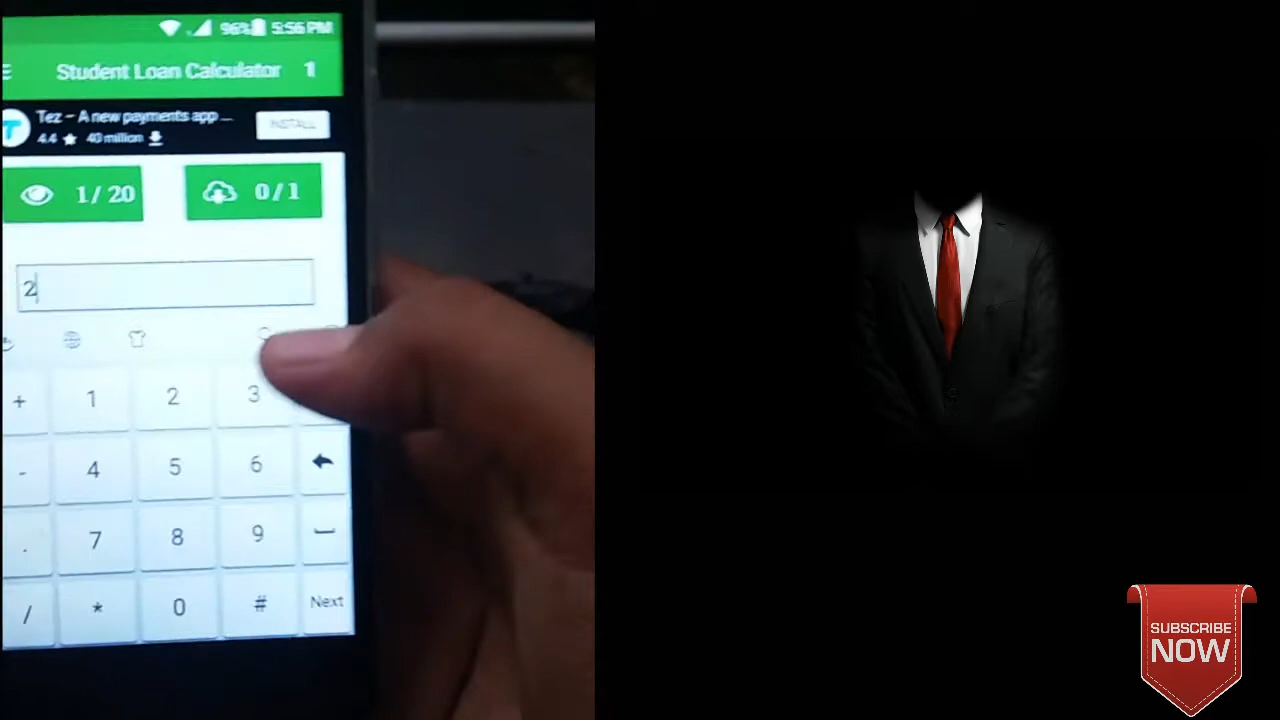 96% 5:56 PM
Student Loan Calculator 1
Tez – A new payments app ...
INSTALL
4.4 ★ 40 million
1/20
0/1
2
+ 1 2 3
- 4 5 6
. 7 8 9
/ * 0 # Next
SUBSCRIBE
NOW